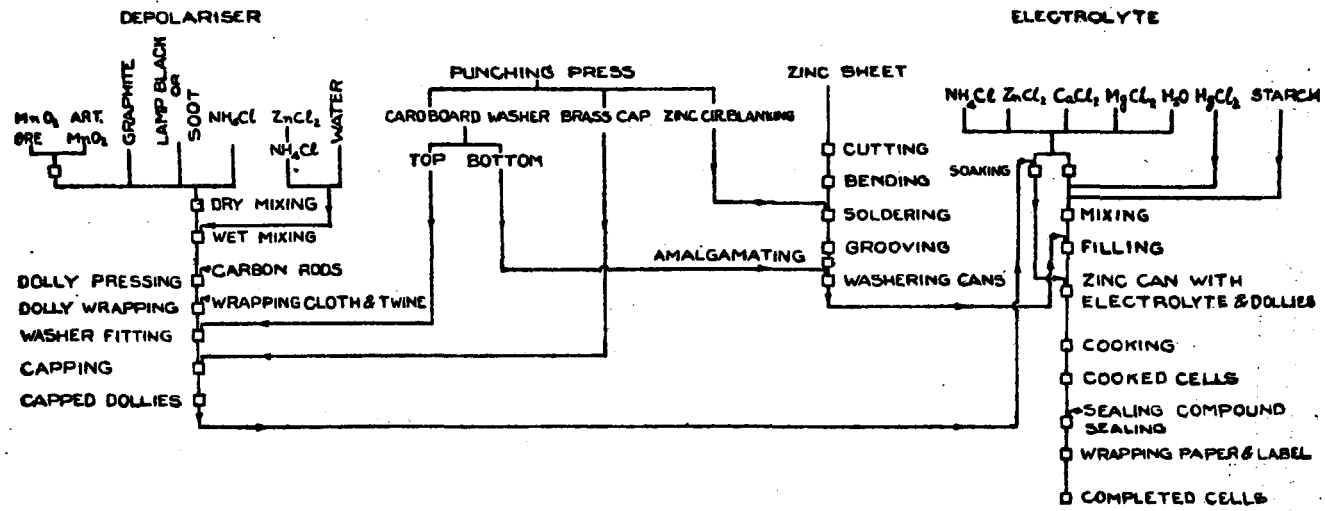 DEPOLARISER
ELECTROLYTE
MnO₂ ORE
ART. MnO₂
GRAPHITE
LAMP BLACK OR SOOT
NH₄Cl
ZnCl₂
NH₄Cl
WATER
DRY MIXING
WET MIXING
CARBON RODS
DOLLY PRESSING
WRAPPING CLOTH & TWINE
DOLLY WRAPPING
WASHER FITTING
CAPPING
CAPPED DOLLIES
PUNCHING PRESS
CARDBOARD WASHER
BRASS CAP
ZINC CIR. BLANKING
TOP
BOTTOM
ZINC SHEET
CUTTING
BENDING
SOLDERING
GROOVING
AMALGAMATING
WASHERING CANS
NH₄Cl
ZnCl₂
CaCl₂
MgCl₂
H₂O
HgCl₂
STARCH
SOAKING
MIXING
FILLING
ZINC CAN WITH
ELECTROLYTE & DOLLIES
COOKING
COOKED CELLS
SEALING COMPOUND
SEALING
WRAPPING PAPER & LABEL
COMPLETED CELLS